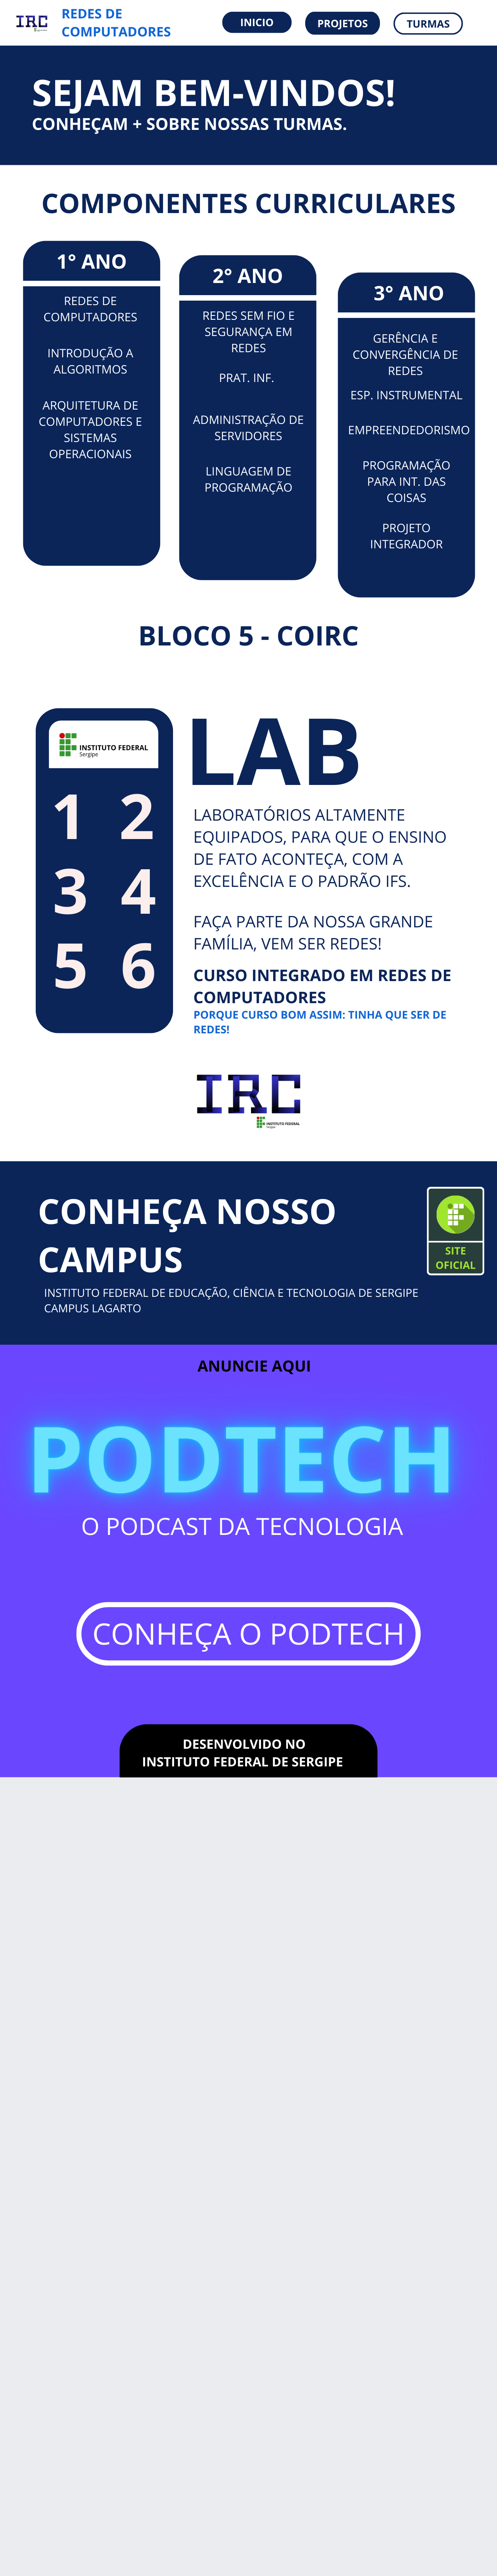 IRC
REDES DE
COMPUTADORES
INICIO
PROJETOS
TURMAS
SEJAM BEM-VINDOS!
CONHEÇAM + SOBRE NOSSAS TURMAS.
COMPONENTES CURRICULARES
1° ANO
REDES DE
COMPUTADORES
INTRODUÇÃO A
ALGORITMOS
ARQUITETURA DE
COMPUTADORES E
SISTEMAS
OPERACIONAIS
2° ANO
REDES SEM FIO E
SEGURANÇA EM
REDES
PRAT. INF.
ADMINISTRAÇÃO DE
SERVIDORES
LINGUAGEM DE
PROGRAMAÇÃO
3° ANO
GERÊNCIA E
CONVERGÊNCIA DE
REDES
ESP. INSTRUMENTAL
EMPREENDEDORISMO
PROGRAMAÇÃO
PARA INT. DAS
COISAS
PROJETO
INTEGRADOR
BLOCO 5 - COIRC
INSTITUTO FEDERAL
Sergipe
1 2
3 4
5 6
LAB
LABORATÓRIOS ALTAMENTE
EQUIPADOS, PARA QUE O ENSINO
DE FATO ACONTEÇA, COM A
EXCELÊNCIA E O PADRÃO IFS.
FAÇA PARTE DA NOSSA GRANDE
FAMÍLIA, VEM SER REDES!
CURSO INTEGRADO EM REDES DE
COMPUTADORES
PORQUE CURSO BOM ASSIM: TINHA QUE SER DE
REDES!
IRC
INSTITUTO FEDERAL
Sergipe
CONHEÇA NOSSO
CAMPUS
INSTITUTO FEDERAL DE EDUCAÇÃO, CIÊNCIA E TECNOLOGIA DE SERGIPE
CAMPUS LAGARTO
SITE
OFICIAL
ANUNCIE AQUI
PODTECH
O PODCAST DA TECNOLOGIA
CONHEÇA O PODTECH
DESENVOLVIDO NO
INSTITUTO FEDERAL DE SERGIPE